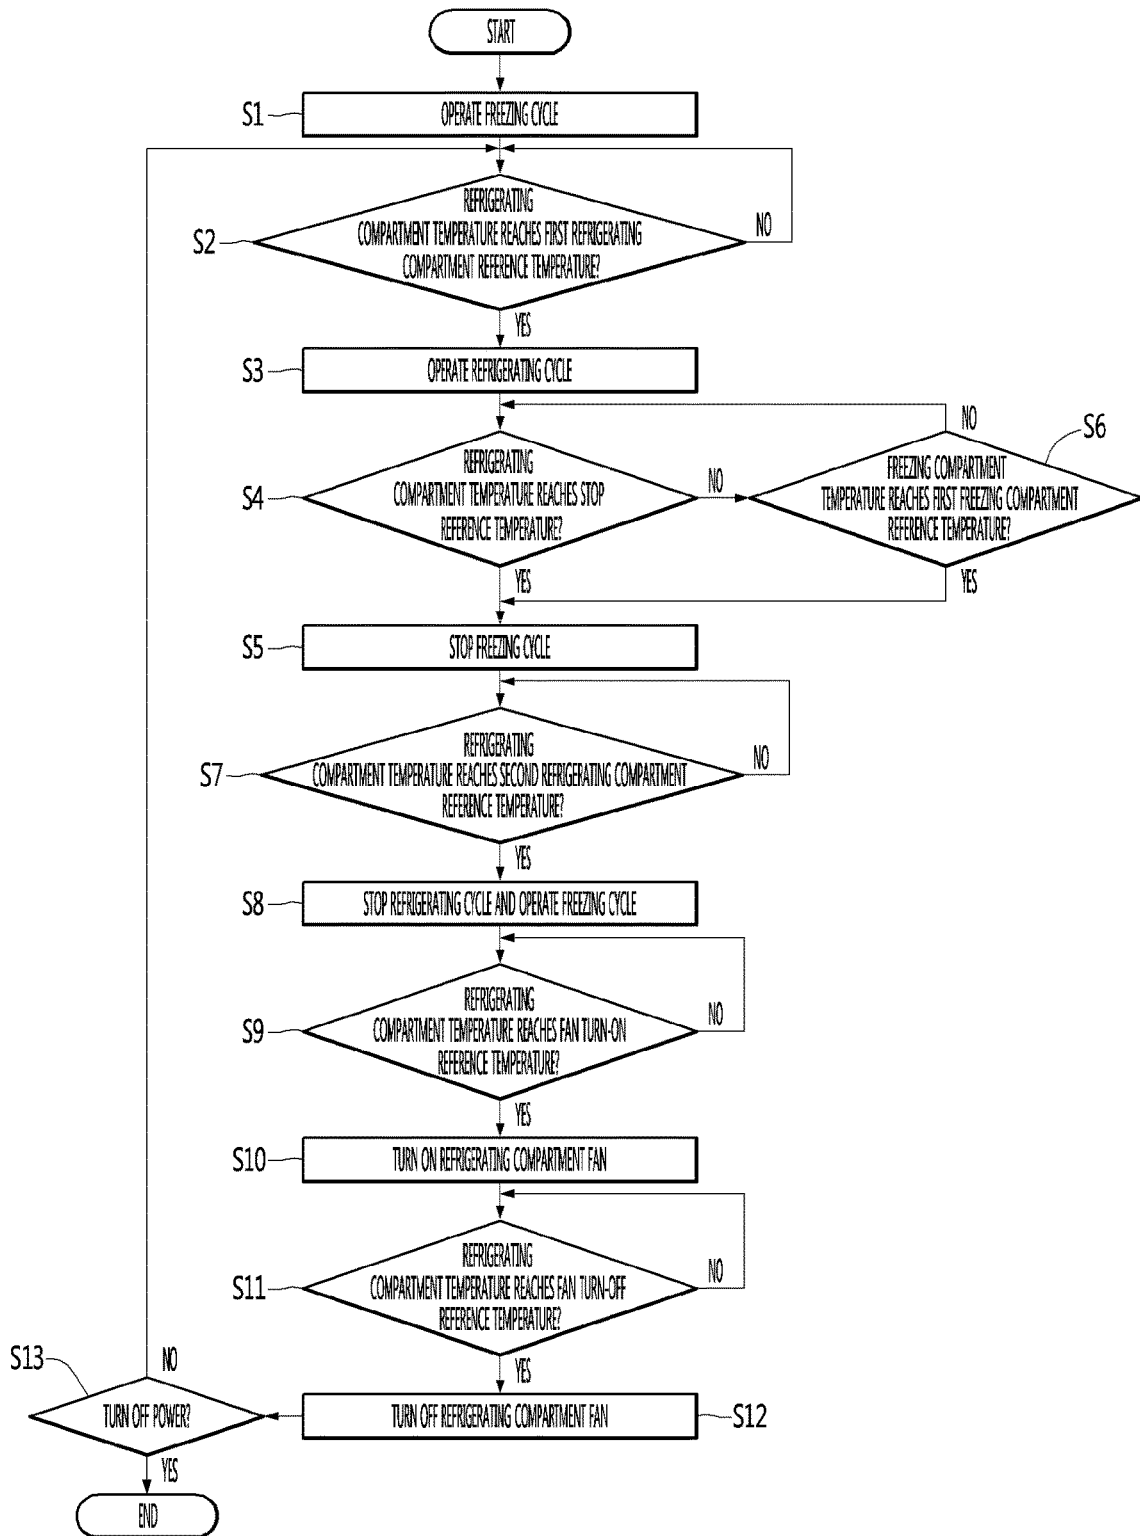 START
S1
OPERATE FREEZING CYCLE
S2
REFRIGERATING
COMPARTMENT TEMPERATURE REACHES FIRST REFRIGERATING
COMPARTMENT REFERENCE TEMPERATURE?
NO
YES
S3
OPERATE REFRIGERATING CYCLE
S4
REFRIGERATING
COMPARTMENT TEMPERATURE REACHES STOP
REFERENCE TEMPERATURE?
NO
YES
S6
FREEZING COMPARTMENT
TEMPERATURE REACHES FIRST FREEZING COMPARTMENT
REFERENCE TEMPERATURE?
NO
YES
S5
STOP FREEZING CYCLE
S7
REFRIGERATING
COMPARTMENT TEMPERATURE REACHES SECOND REFRIGERATING COMPARTMENT
REFERENCE TEMPERATURE?
NO
YES
S8
STOP REFRIGERATING CYCLE AND OPERATE FREEZING CYCLE
S9
REFRIGERATING
COMPARTMENT TEMPERATURE REACHES FAN TURN-ON
REFERENCE TEMPERATURE?
NO
YES
S10
TURN ON REFRIGERATING COMPARTMENT FAN
S11
REFRIGERATING
COMPARTMENT TEMPERATURE REACHES FAN TURN-OFF
REFERENCE TEMPERATURE?
NO
YES
TURN OFF REFRIGERATING COMPARTMENT FAN
S12
S13
TURN OFF POWER?
NO
YES
END